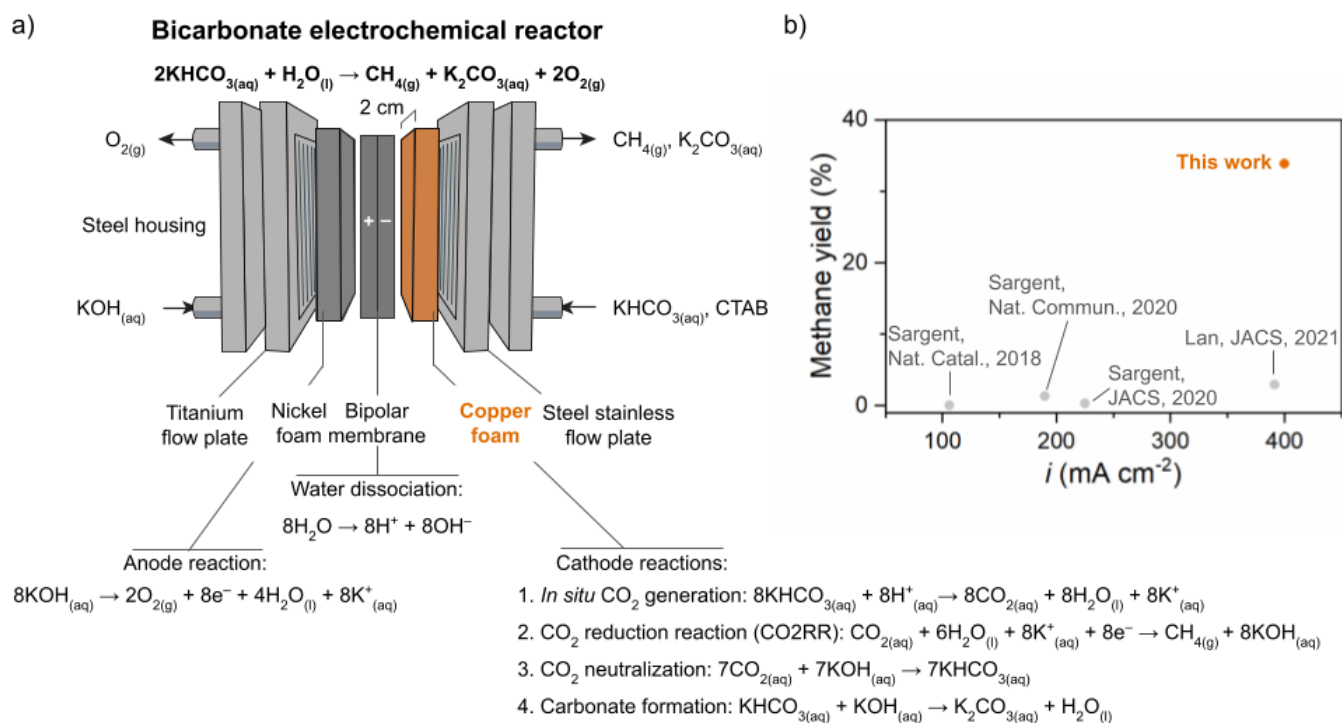 a)
Bicarbonate electrochemical reactor
2KHCO3(aq) + H2O(l) → CH4(g) + K2CO3(aq) + 2O2(g)
2 cm
O2(g)
CH4(g), K2CO3(aq)
Steel housing
+ −
KOH(aq)
KHCO3(aq), CTAB
Titanium
flow plate
Nickel
foam
Bipolar
membrane
Copper
foam
Steel stainless
flow plate
Water dissociation:
8H2O → 8H+ + 8OH−
Anode reaction:
8KOH(aq) → 2O2(g) + 8e− + 4H2O(l) + 8K+(aq)
Cathode reactions:
1. In situ CO2 generation: 8KHCO3(aq) + 8H+(aq) → 8CO2(aq) + 8H2O(l) + 8K+(aq)
2. CO2 reduction reaction (CO2RR): CO2(aq) + 6H2O(l) + 8K+(aq) + 8e− → CH4(g) + 8KOH(aq)
3. CO2 neutralization: 7CO2(aq) + 7KOH(aq) → 7KHCO3(aq)
4. Carbonate formation: KHCO3(aq) + KOH(aq) → K2CO3(aq) + H2O(l)
b)
Methane yield (%)
40
20
0
This work
Sargent,
Nat. Commun., 2020
Sargent,
Nat. Catal., 2018
Lan, JACS, 2021
Sargent,
JACS, 2020
100
200
300
400
i (mA cm-2)